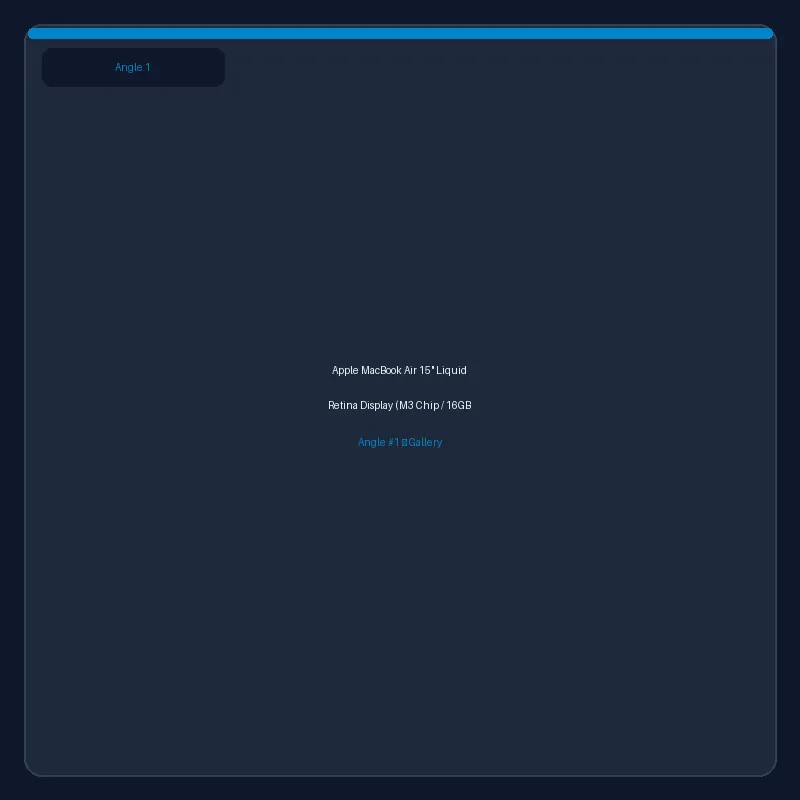 Angle 1
Apple MacBook Air 15" Liquid
Retina Display (M3 Chip / 16GB
Angle #1 Gallery